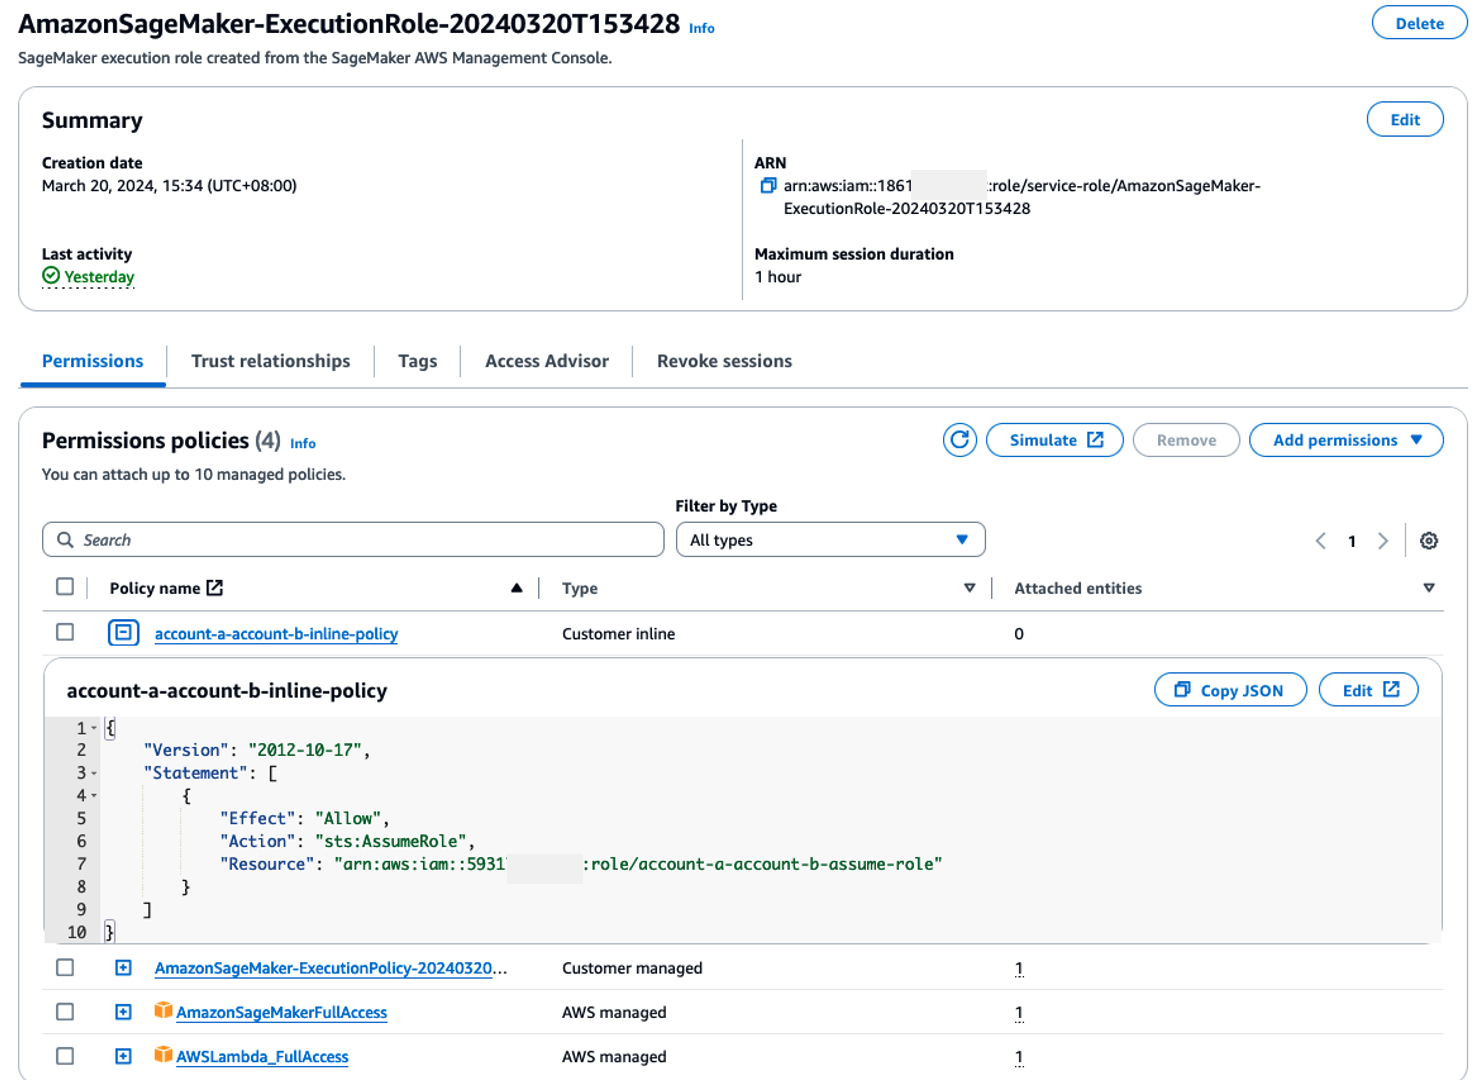 AmazonSageMaker-ExecutionRole-20240320T153428 Info
Delete
SageMaker execution role created from the SageMaker AWS Management Console.
Summary
Edit
Creation date
March 20, 2024, 15:34 (UTC+08:00)
ARN
arn:aws:iam::1861 :role/service-role/AmazonSageMaker-
ExecutionRole-20240320T153428
Last activity
Yesterday
Maximum session duration
1 hour
Permissions
Trust relationships
Tags
Access Advisor
Revoke sessions
Permissions policies (4) Info
Simulate
Remove
Add permissions
You can attach up to 10 managed policies.
Filter by Type
Search
All types
1
Policy name
Type
Attached entities
account-a-account-b-inline-policy
Customer inline
0
account-a-account-b-inline-policy
Copy JSON
Edit
1 {
2 "Version": "2012-10-17",
3 "Statement": [
4 {
5 "Effect": "Allow",
6 "Action": "sts:AssumeRole",
7 "Resource": "arn:aws:iam::5931 :role/account-a-account-b-assume-role"
8 }
9 ]
10 }
AmazonSageMaker-ExecutionPolicy-20240320...
Customer managed
1
AmazonSageMakerFullAccess
AWS managed
1
AWSLambda_FullAccess
AWS managed
1